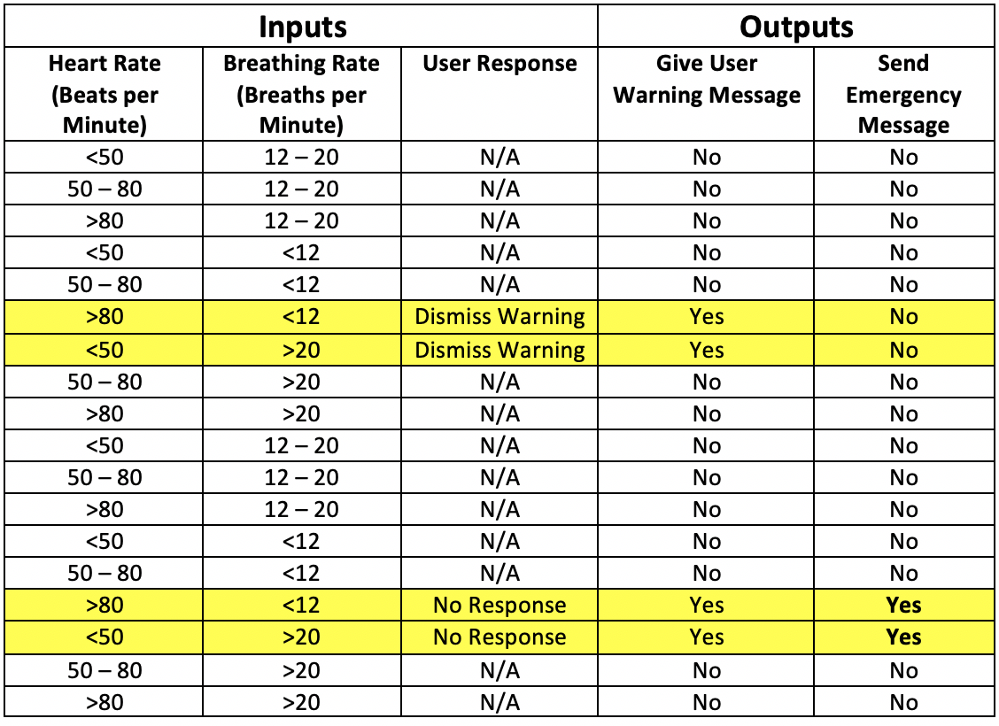 Inputs Outputs
Heart Rate (Beats per Minute) Breathing Rate (Breaths per Minute) User Response Give User Warning Message Send Emergency Message
<50 12 – 20 N/A No No
50 – 80 12 – 20 N/A No No
>80 12 – 20 N/A No No
<50 <12 N/A No No
50 – 80 <12 N/A No No
>80 <12 Dismiss Warning Yes No
<50 >20 Dismiss Warning Yes No
50 – 80 >20 N/A No No
>80 >20 N/A No No
<50 12 – 20 N/A No No
50 – 80 12 – 20 N/A No No
>80 12 – 20 N/A No No
<50 <12 N/A No No
50 – 80 <12 N/A No No
>80 <12 No Response Yes Yes
<50 >20 No Response Yes Yes
50 – 80 >20 N/A No No
>80 >20 N/A No No